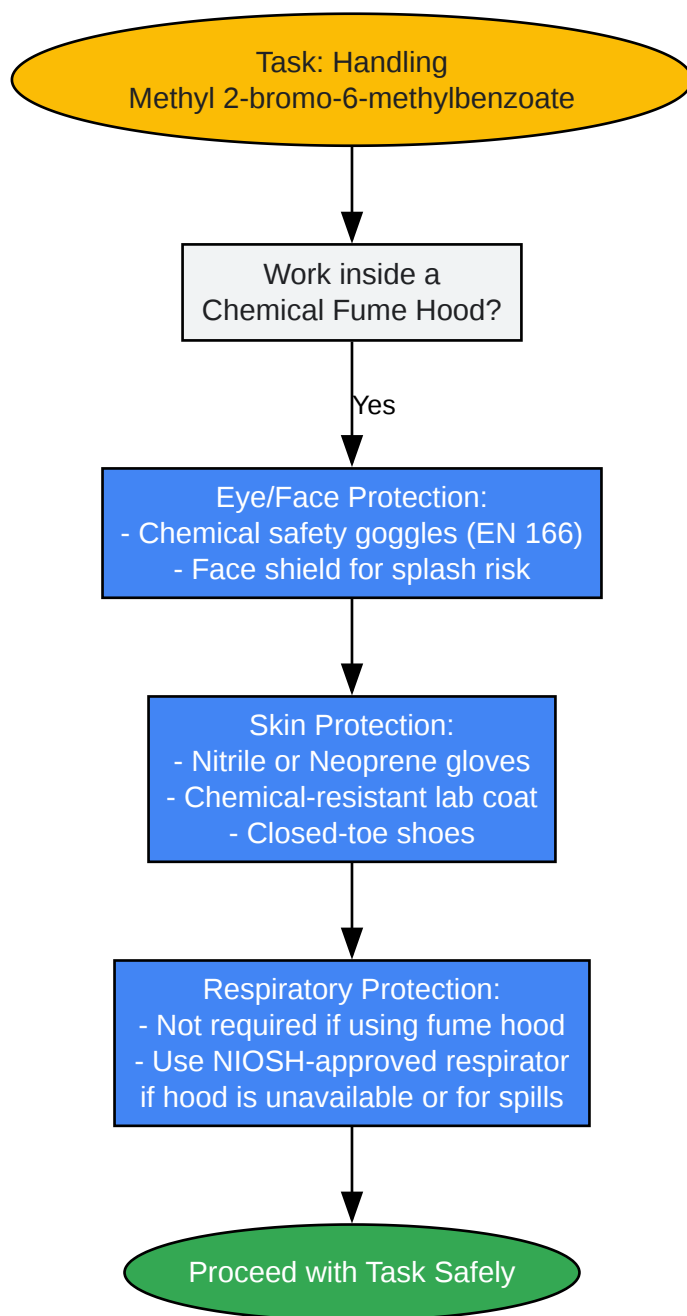 Task: Handling
Methyl 2-bromo-6-methylbenzoate
Work inside a
Chemical Fume Hood?
Yes
Eye/Face Protection:
- Chemical safety goggles (EN 166)
- Face shield for splash risk
Skin Protection:
- Nitrile or Neoprene gloves
- Chemical-resistant lab coat
- Closed-toe shoes
Respiratory Protection:
- Not required if using fume hood
- Use NIOSH-approved respirator
if hood is unavailable or for spills
Proceed with Task Safely